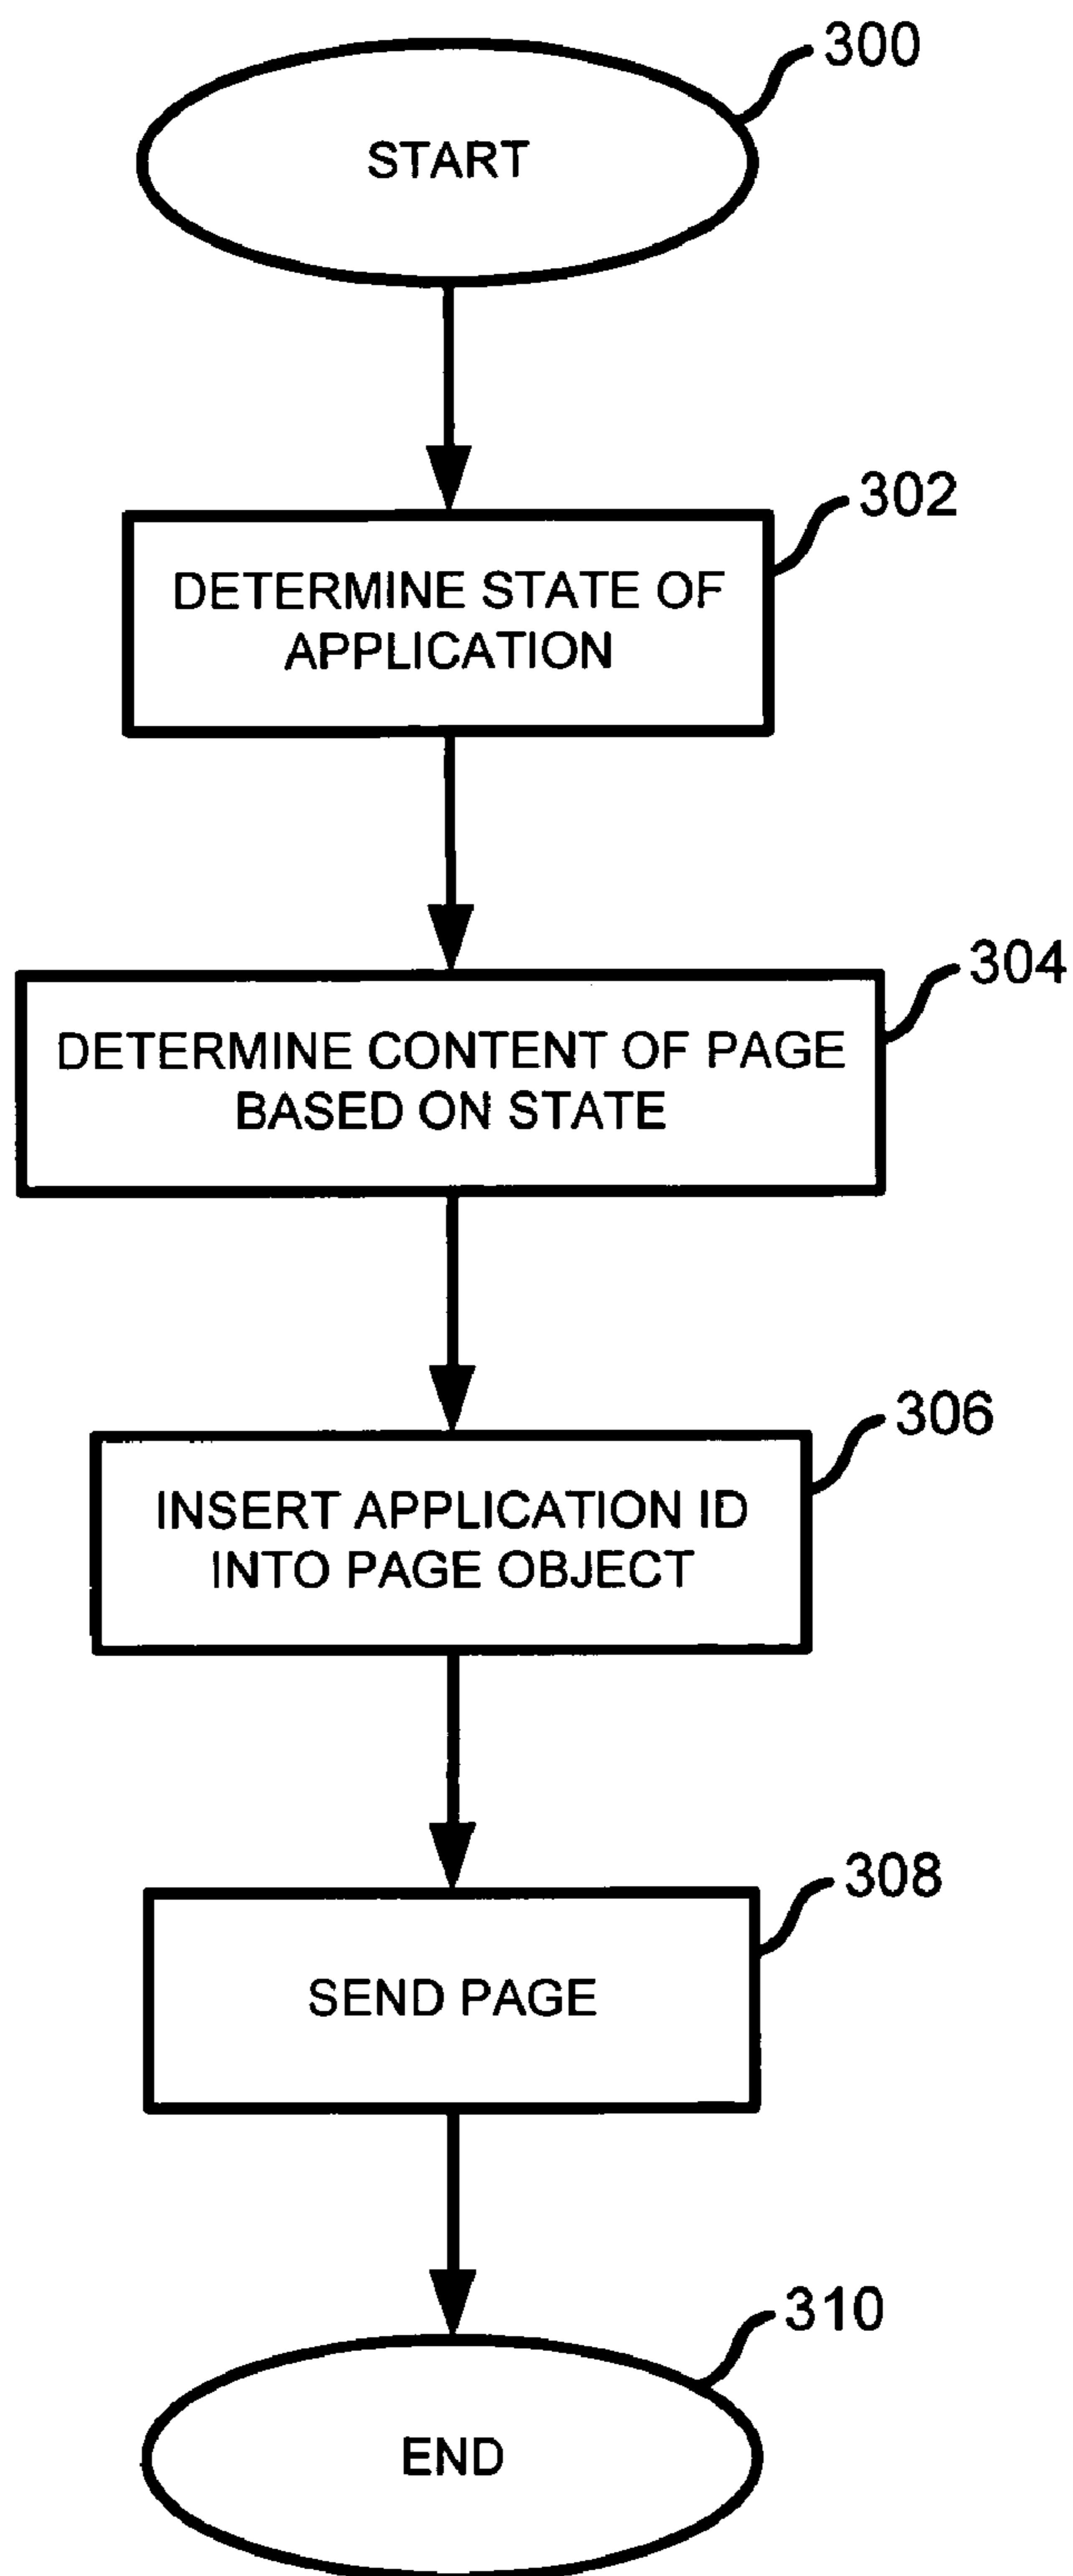 300
START
302
DETERMINE STATE OF
APPLICATION
304
DETERMINE CONTENT OF PAGE
BASED ON STATE
306
INSERT APPLICATION ID
INTO PAGE OBJECT
308
SEND PAGE
310
END